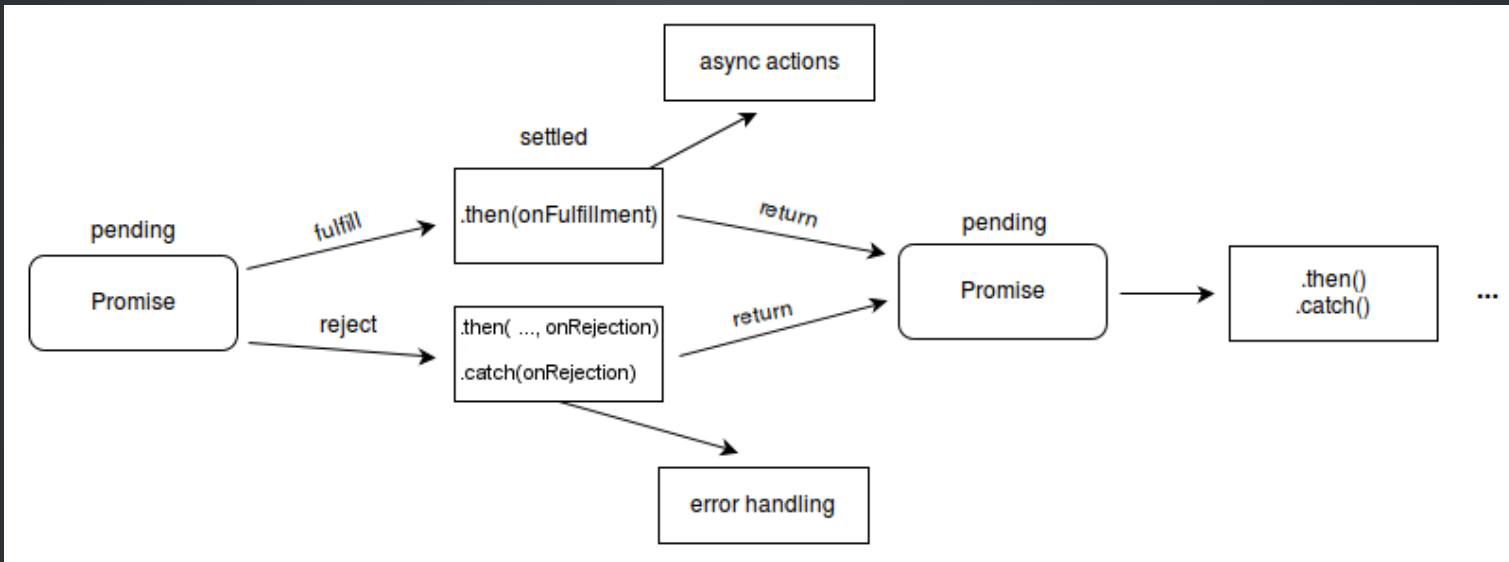 async actions
settled
.then(onFulfillment)
pending
fulfill
return
pending
Promise
Promise
.then()
.catch()
...
reject
.then( ..., onRejection)
.catch(onRejection)
return
error handling